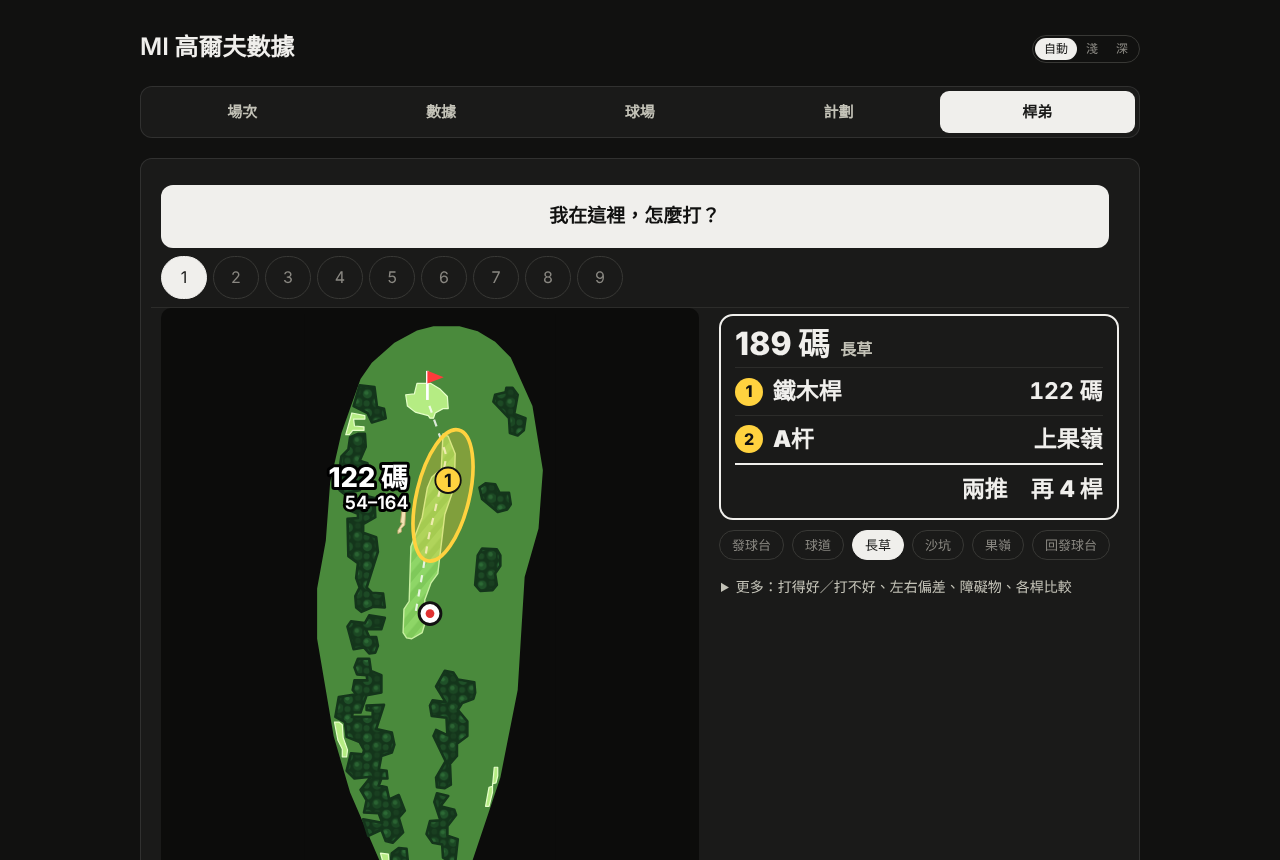 MI 高爾夫數據
自動 淺 深
場次 數據 球場 計劃 桿弟
我在這裡，怎麼打？
1 2 3 4 5 6 7 8 9
122 碼
54–164
1
189 碼 長草
1 鐵木桿 122 碼
2 A杆 上果嶺
兩推 再 4 桿
發球台 球道 長草 沙坑 果嶺 回發球台
▶ 更多：打得好／打不好、左右偏差、障礙物、各桿比較